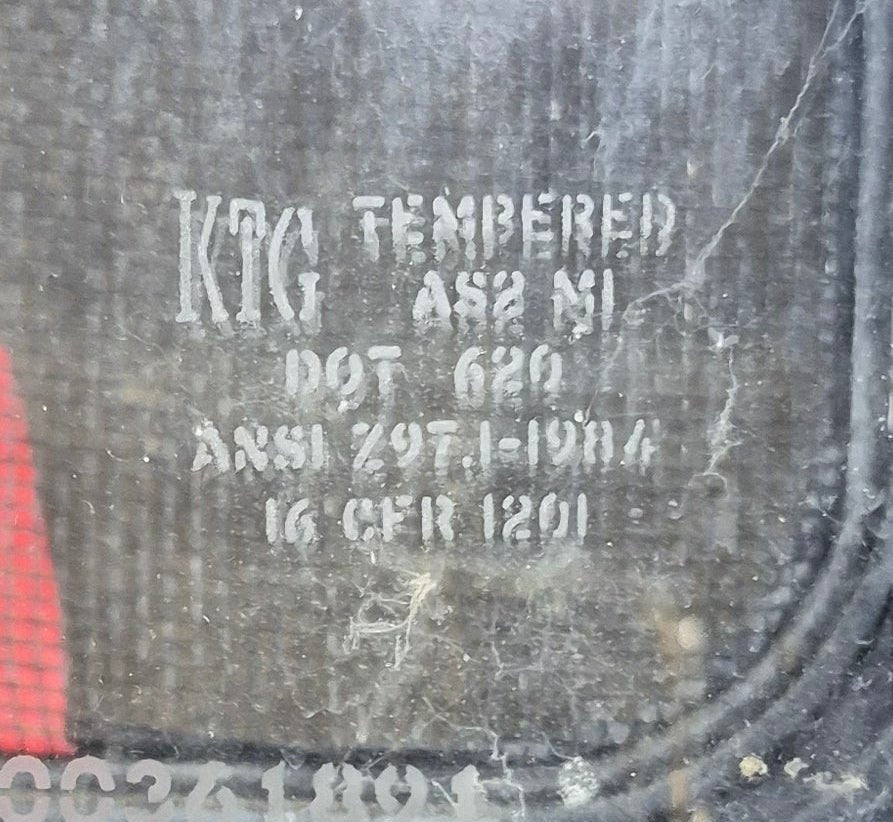 KTG TEMPERED
AS2 M1
DOT 620
ANSI Z97.1-1984
16 CFR 1201